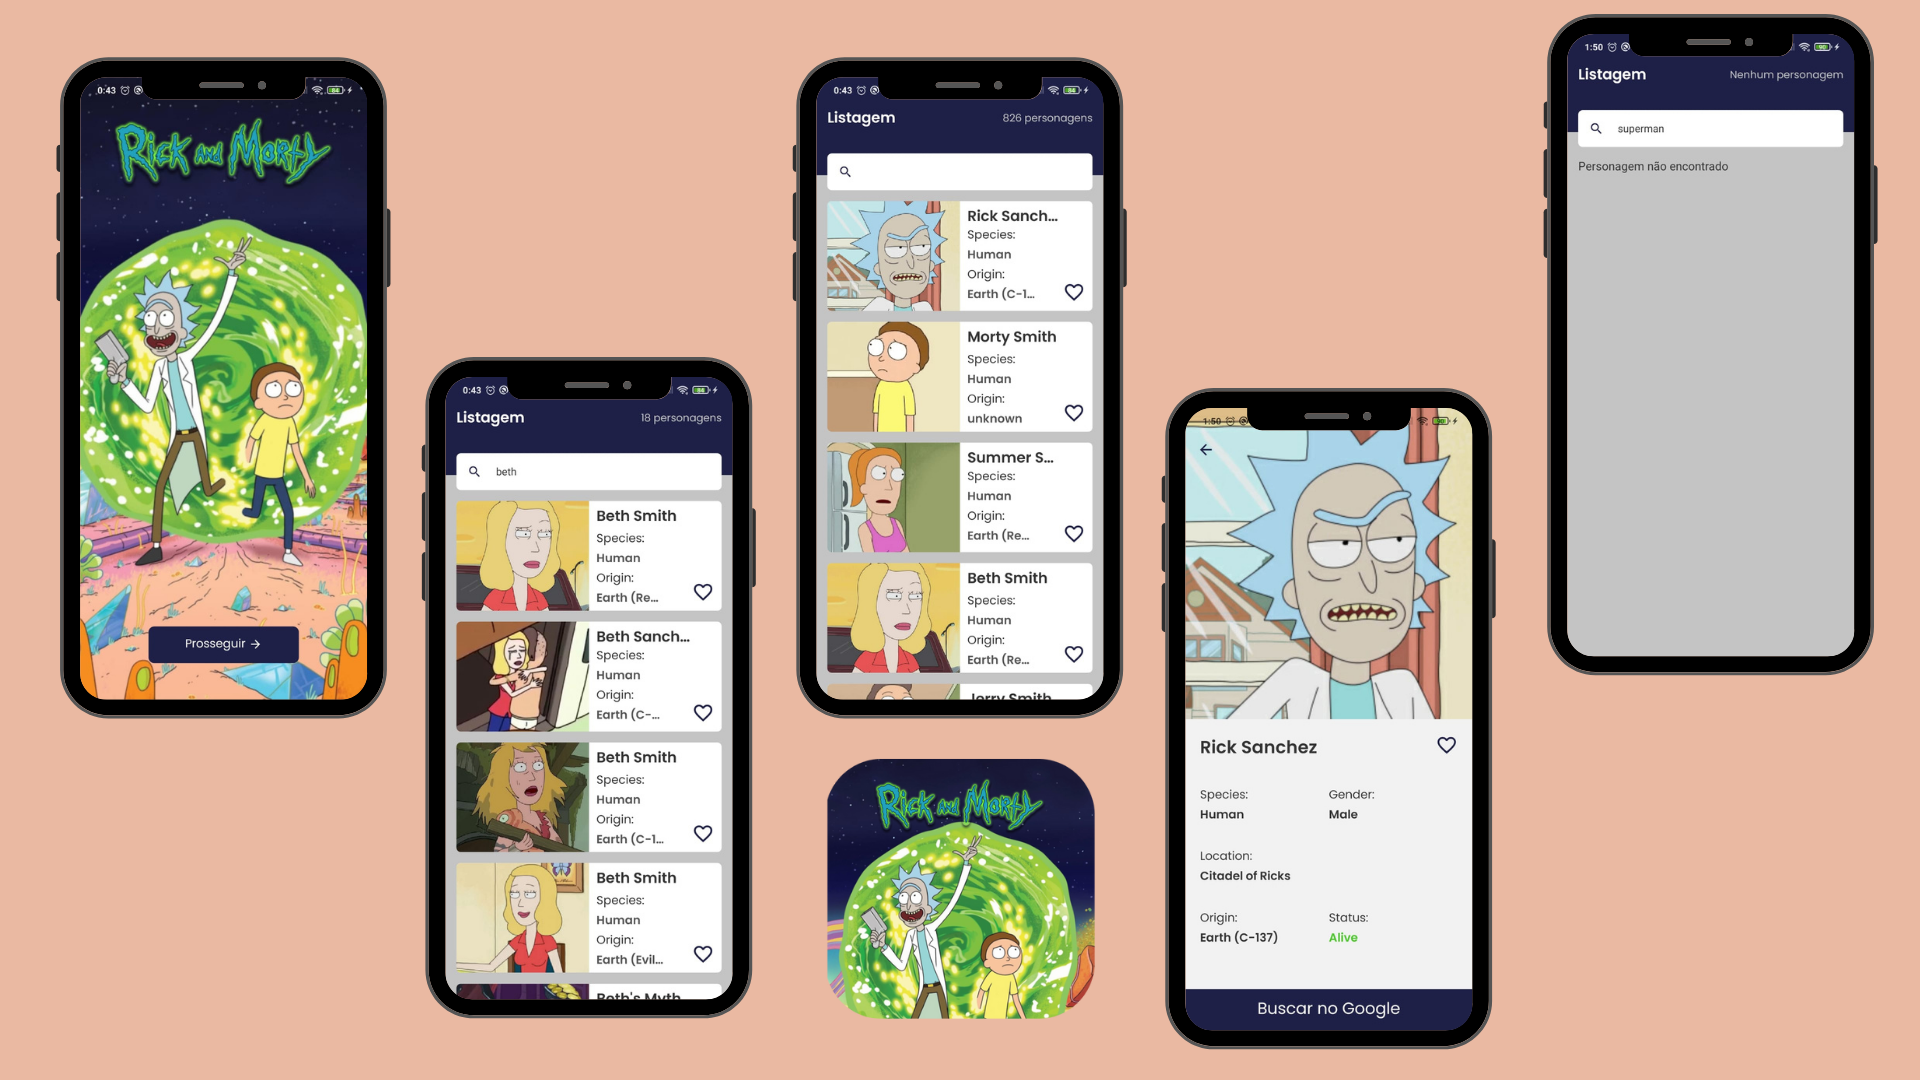 0:43
Rick and Morty
Prosseguir →
0:43
Listagem
18 personagens
beth
Beth Smith
Species:
Human
Origin:
Earth (Re...
Beth Sanch...
Species:
Human
Origin:
Earth (C-...
Beth Smith
Species:
Human
Origin:
Earth (C-1...
Beth Smith
Species:
Human
Origin:
Earth (Evil...
Beth's Myth
0:43
84
Listagem
826 personagens
Rick Sanch...
Species:
Human
Origin:
Earth (C-1...
Morty Smith
Species:
Human
Origin:
unknown
Summer S...
Species:
Human
Origin:
Earth (Re...
Beth Smith
Species:
Human
Origin:
Earth (Re...
Jerry Smith
Rick and Morty
1:50
Rick Sanchez
Species:
Human
Gender:
Male
Location:
Citadel of Ricks
Origin:
Earth (C-137)
Status:
Alive
Buscar no Google
1:50
90
Listagem
Nenhum personagem
superman
Personagem não encontrado